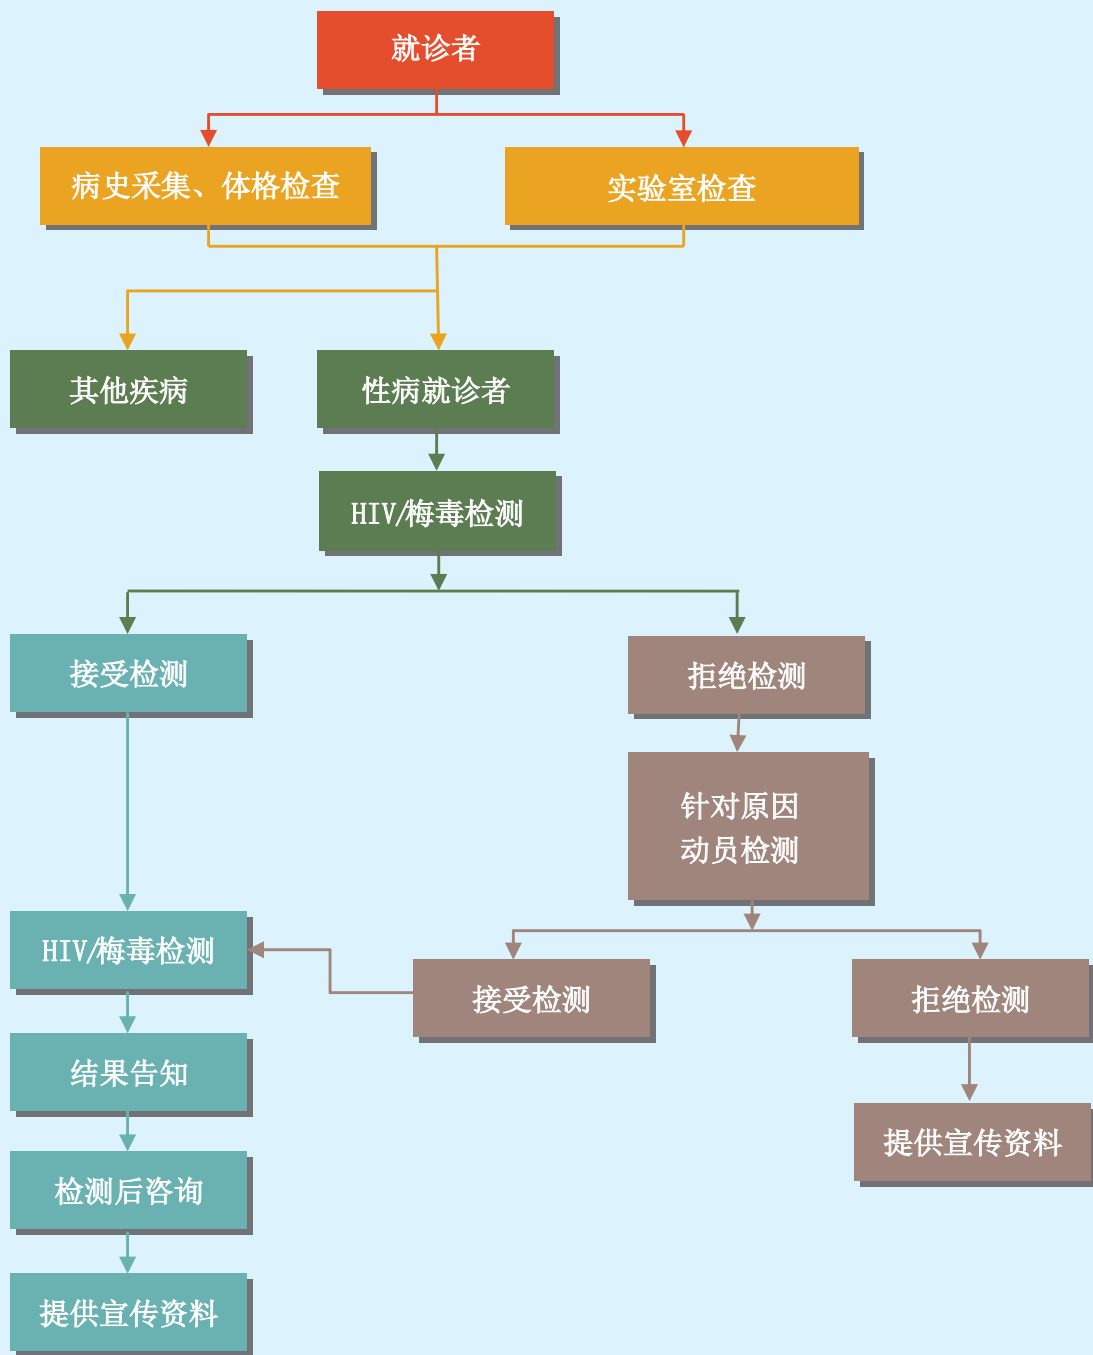 就诊者
病史采集、体格检查
实验室检查
其他疾病
性病就诊者
HIV/梅毒检测
接受检测
拒绝检测
针对原因
动员检测
HIV/梅毒检测
接受检测
拒绝检测
结果告知
提供宣传资料
检测后咨询
提供宣传资料